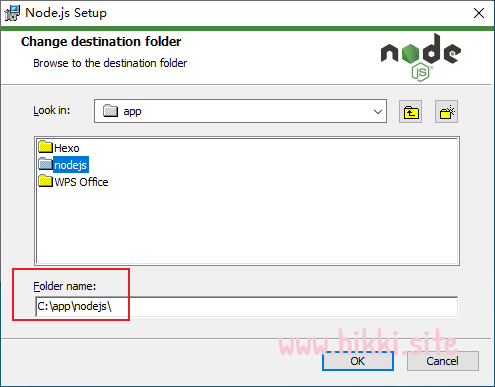 Node.js Setup
Change destination folder
Browse to the destination folder
node
JS
Look in:
app
Hexo
nodejs
WPS Office
Folder name:
C:\app\nodejs\
www.hikki.site
OK
Cancel